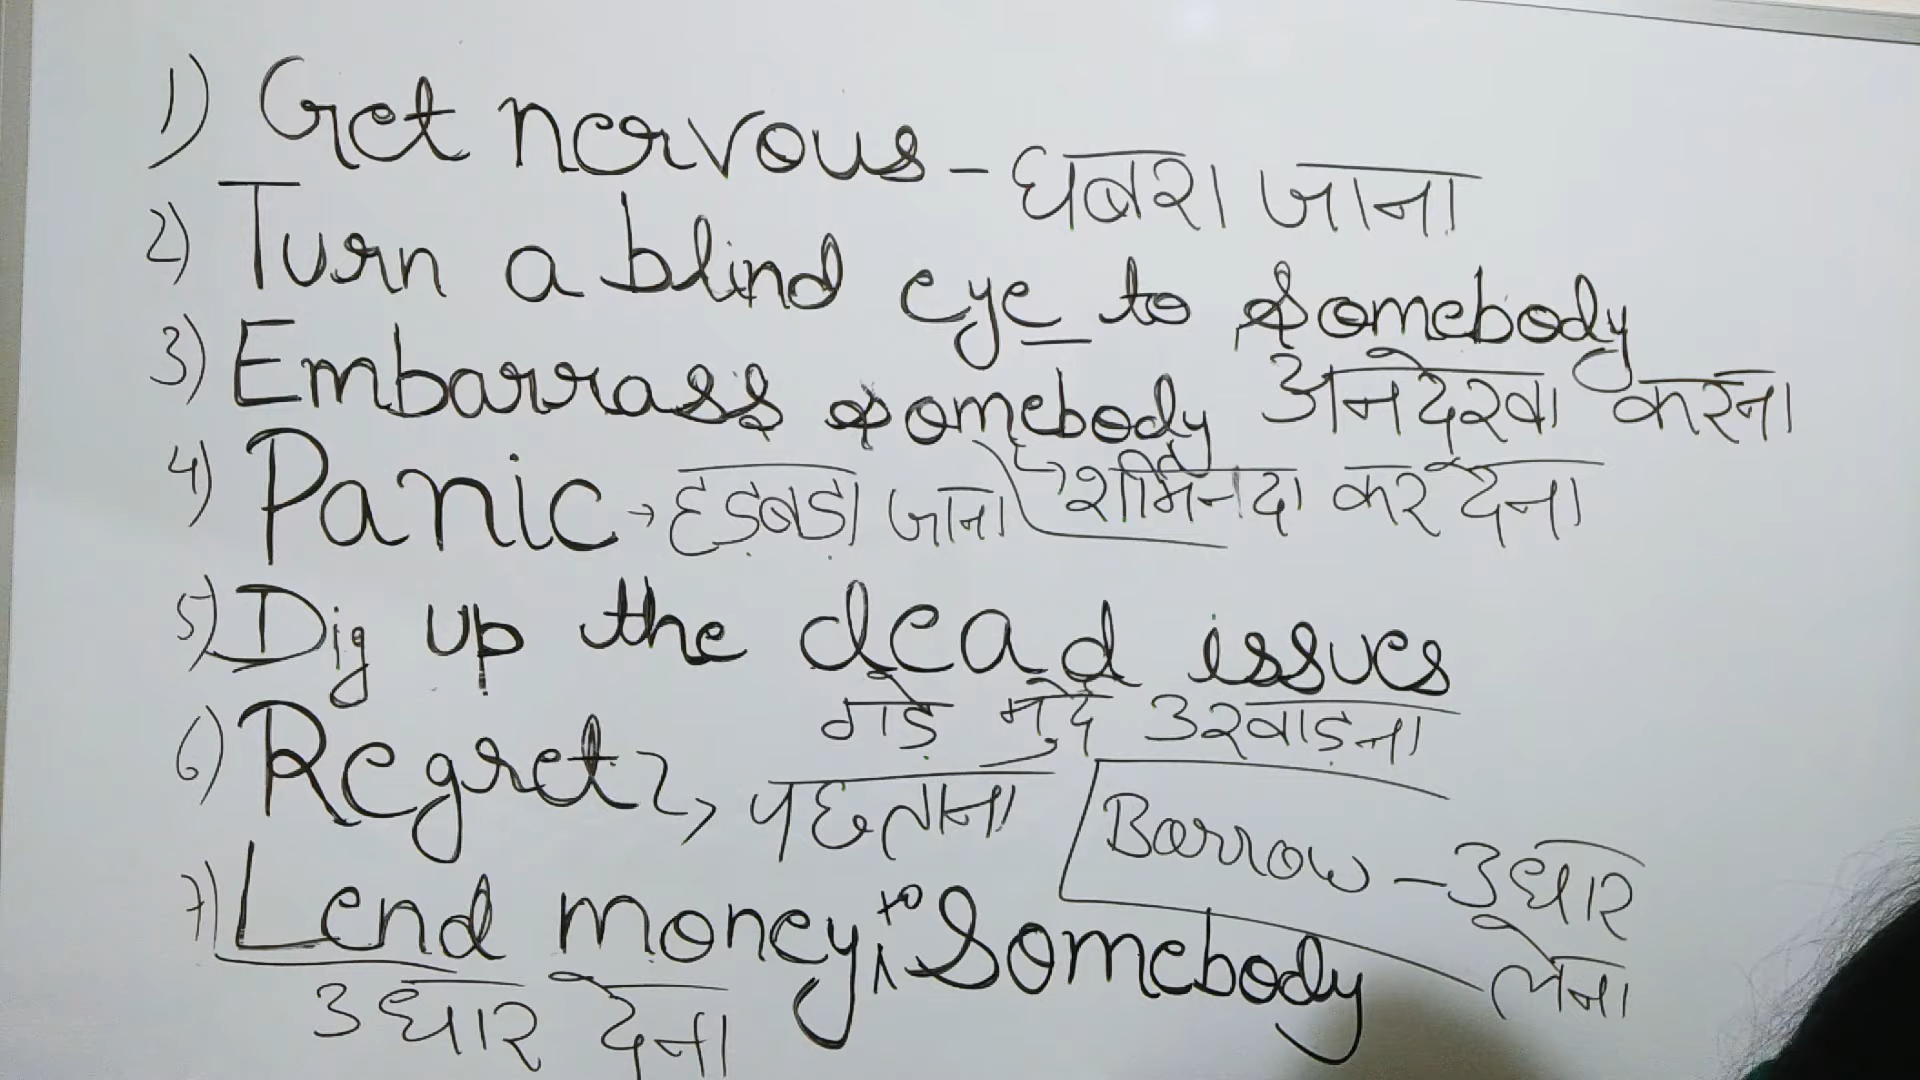 1) Get nervous - घबरा जाना
2) Turn a blind eye to somebody
अनदेखा करना
3) Embarrass somebody
→ शर्मिन्दा कर देना
4) Panic → हड़बड़ा जाना
5) Dig up the dead issues
गड़े मुर्दे उखाड़ना
6) Regret → पछताना
Borrow - उधार
लेना
7) Lend money to Somebody
उधार देना